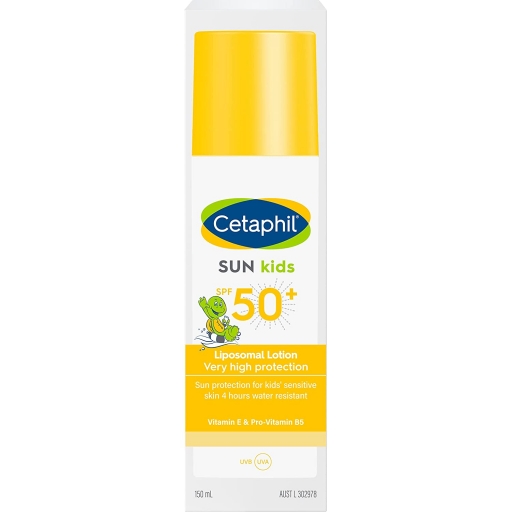 Cetaphil®
SUN kids
SPF 50+
Liposomal Lotion
Very high protection
Sun protection for kids' sensitive
skin 4 hours water resistant
Vitamin E & Pro-Vitamin B5
UVB UVA
150 mL AUST L 302978